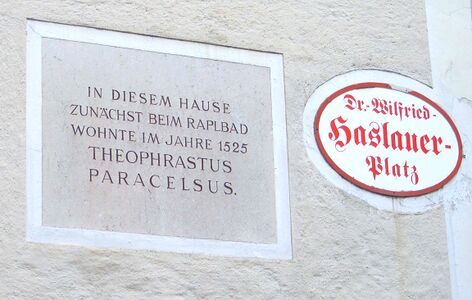 IN DIESEM HAUSE
ZUNÄCHST BEIM RAPLBAD
WOHNTE IM JAHRE 1525
THEOPHRASTUS
PARACELSUS.
Dr.-Wilfried-
Haslauer-
Platz